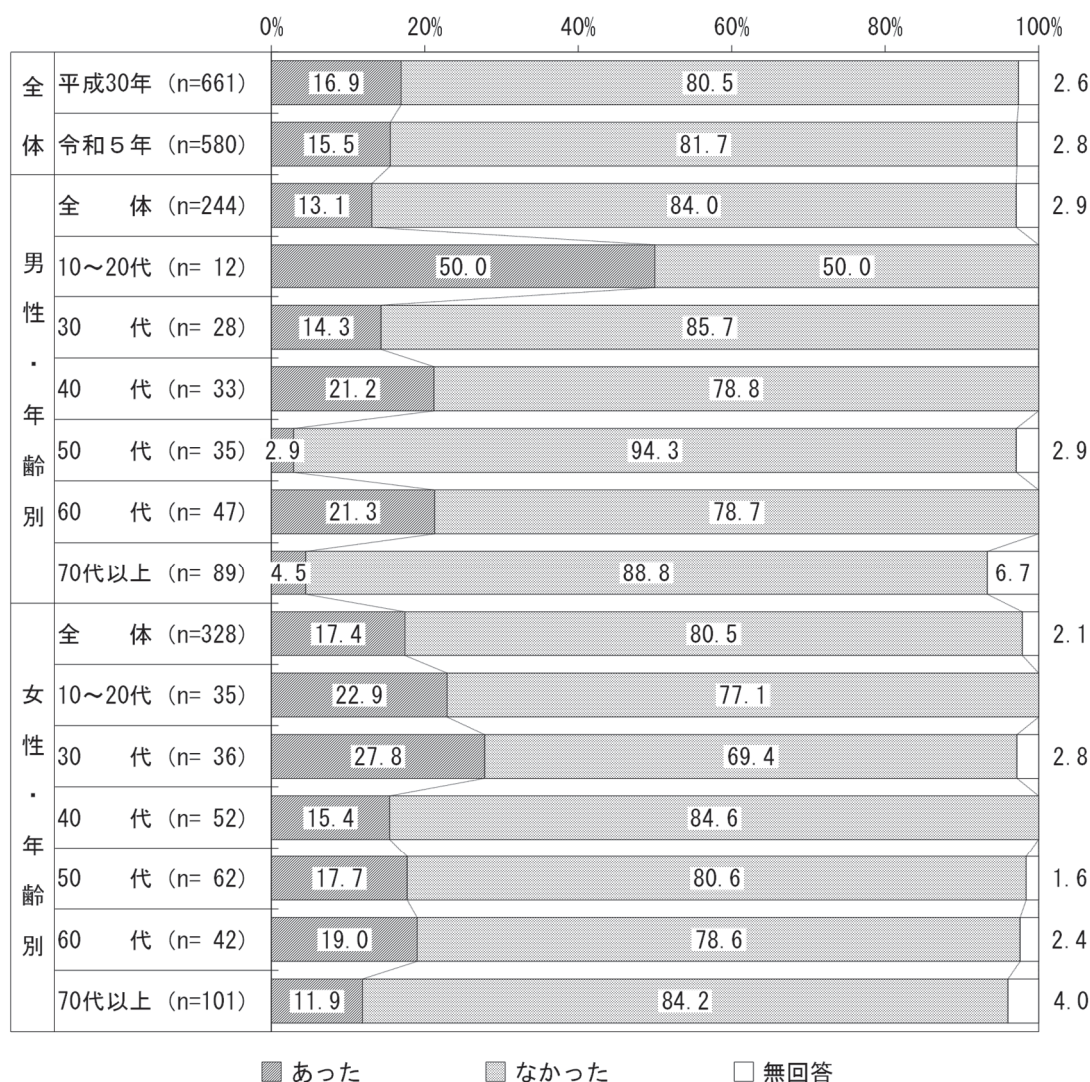 0% 20% 40% 60% 80% 100%
全体
平成30年 (n=661) 16.9 80.5 2.6
令和5年 (n=580) 15.5 81.7 2.8
男性・年齢別
全　体 (n=244) 13.1 84.0 2.9
10～20代 (n= 12) 50.0 50.0
30　代 (n= 28) 14.3 85.7
40　代 (n= 33) 21.2 78.8
50　代 (n= 35) 2.9 94.3 2.9
60　代 (n= 47) 21.3 78.7
70代以上 (n= 89) 4.5 88.8 6.7
女性・年齢別
全　体 (n=328) 17.4 80.5 2.1
10～20代 (n= 35) 22.9 77.1
30　代 (n= 36) 27.8 69.4 2.8
40　代 (n= 52) 15.4 84.6
50　代 (n= 62) 17.7 80.6 1.6
60　代 (n= 42) 19.0 78.6 2.4
70代以上 (n=101) 11.9 84.2 4.0
あった なかった 無回答